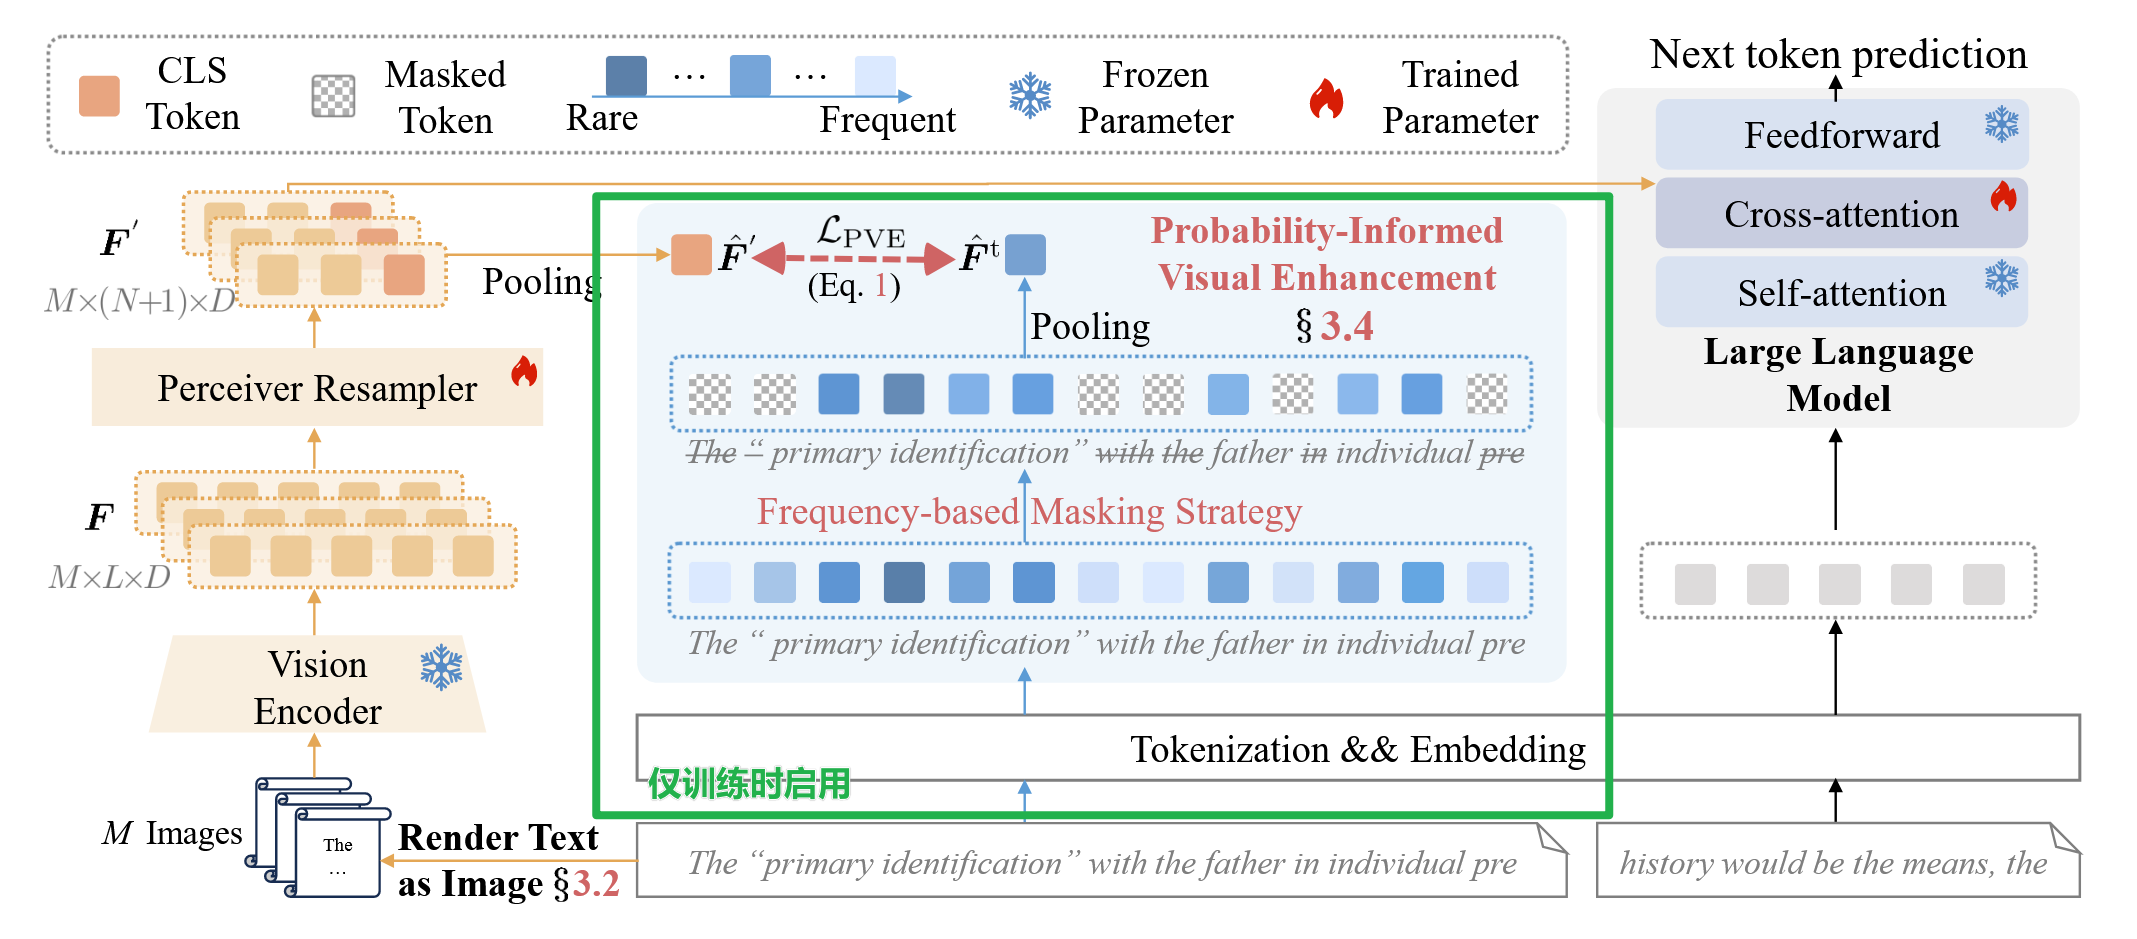 CLS
Token
Masked
Token
Rare
... ...
Frequent
Frozen
Parameter
Trained
Parameter
Next token prediction
Feedforward
Cross-attention
Self-attention
Large Language
Model
F′
M×(N+1)×D
Pooling
Perceiver Resampler
F
M×L×D
Vision
Encoder
M Images
The
...
Render Text
as Image §3.2
F̂′
ℒPVE
(Eq. 1)
F̂t
Probability-Informed
Visual Enhancement
§ 3.4
Pooling
The “ primary identification” with the father in individual pre
Frequency-based Masking Strategy
The “ primary identification” with the father in individual pre
Tokenization && Embedding
仅训练时启用
The “primary identification” with the father in individual pre
history would be the means, the